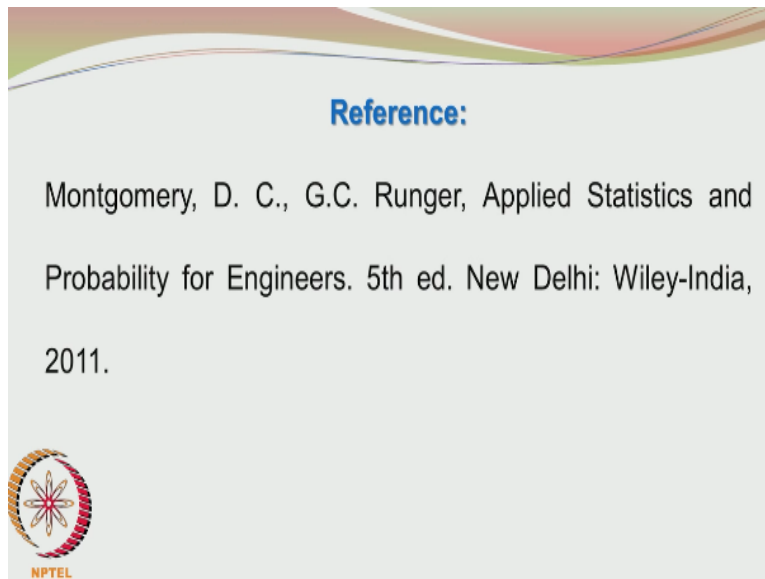 Reference:
Montgomery, D. C., G.C. Runger, Applied Statistics and
Probability for Engineers. 5th ed. New Delhi: Wiley-India,
2011.
NPTEL